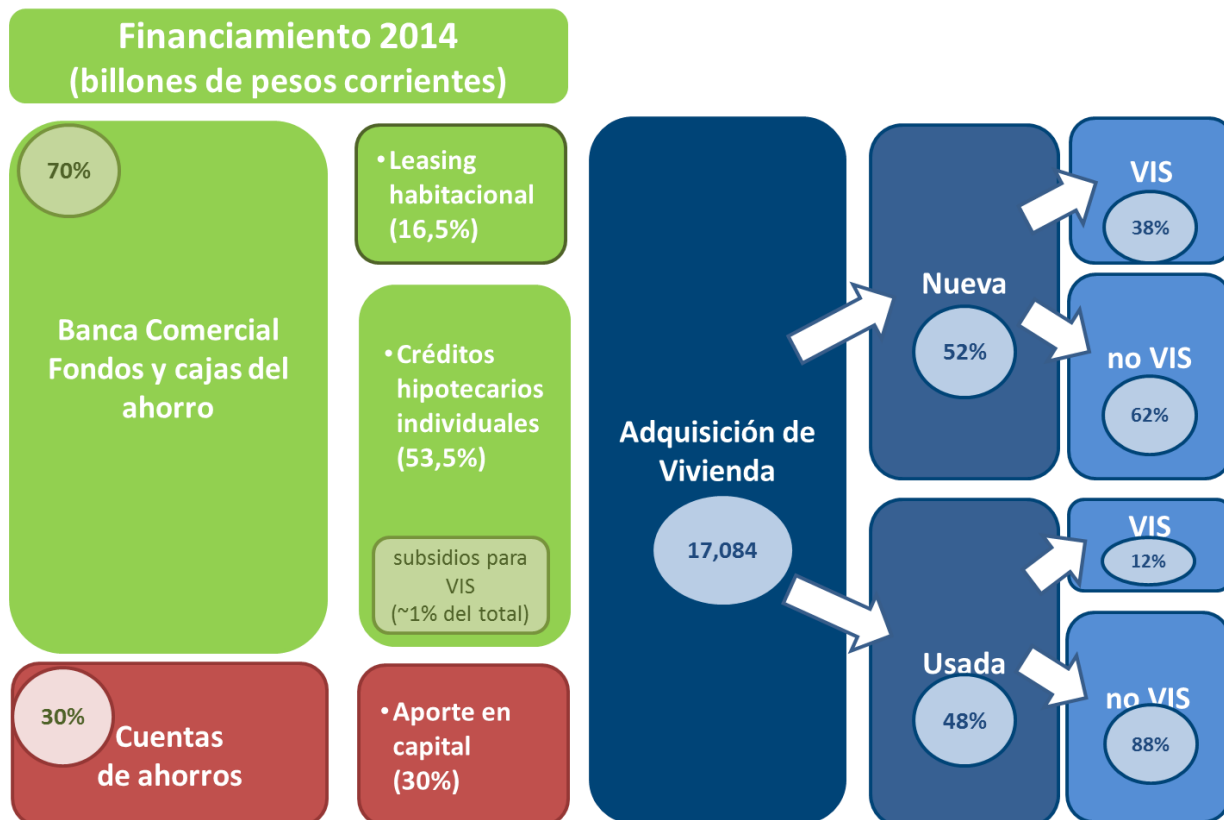 Financiamiento 2014
(billones de pesos corrientes)
70%
Banca Comercial
Fondos y cajas del
ahorro
• Leasing
habitacional
(16,5%)
• Créditos
hipotecarios
individuales
(53,5%)
subsidios para
VIS
(~1% del total)
30%
Cuentas
de ahorros
• Aporte en
capital
(30%)
Adquisición de
Vivienda
17,084
Nueva
52%
VIS
38%
no VIS
62%
Usada
48%
VIS
12%
no VIS
88%